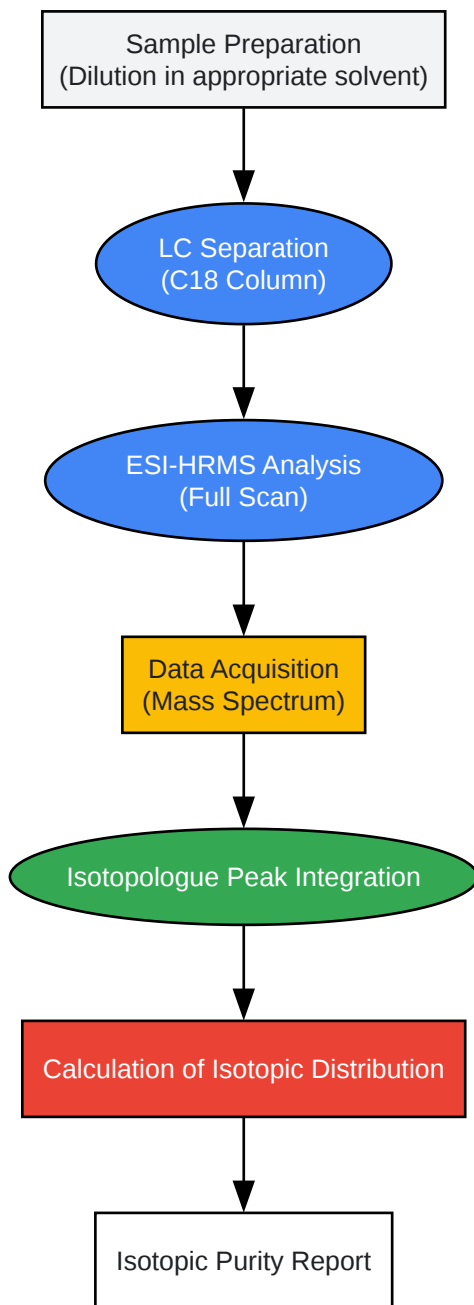 Sample Preparation
(Dilution in appropriate solvent)
LC Separation
(C18 Column)
ESI-HRMS Analysis
(Full Scan)
Data Acquisition
(Mass Spectrum)
Isotopologue Peak Integration
Calculation of Isotopic Distribution
Isotopic Purity Report